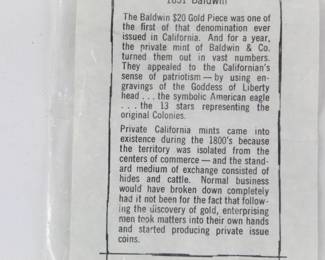 1851 Baldwin
The Baldwin $20 Gold Piece was one of
the first of that denomination ever
issued in California. And for a year,
the private mint of Baldwin & Co.
turned them out in vast numbers.
They appealed to the Californian's
sense of patriotism — by using en-
gravings of the Goddess of Liberty
head . . . the symbolic American eagle
. . . the 13 stars representing the
original Colonies.
Private California mints came into
existence during the 1800's because
the territory was isolated from the
centers of commerce — and the stand-
ard medium of exchange consisted of
hides and cattle. Normal business
would have broken down completely
had it not been for the fact that follow-
ing the discovery of gold, enterprising
men took matters into their own hands
and started producing private issue
coins.